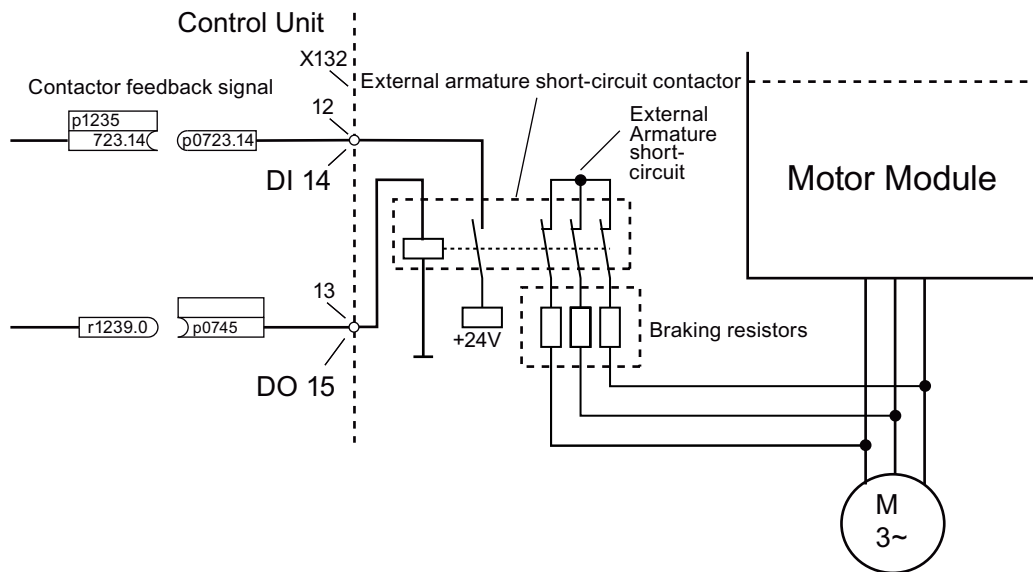 Control Unit
X132
Contactor feedback signal
External armature short-circuit contactor
p1235
723.14
p0723.14
12
DI 14
External
Armature
short-
circuit
Motor Module
13
r1239.0
p0745
DO 15
+24V
Braking resistors
M
3~